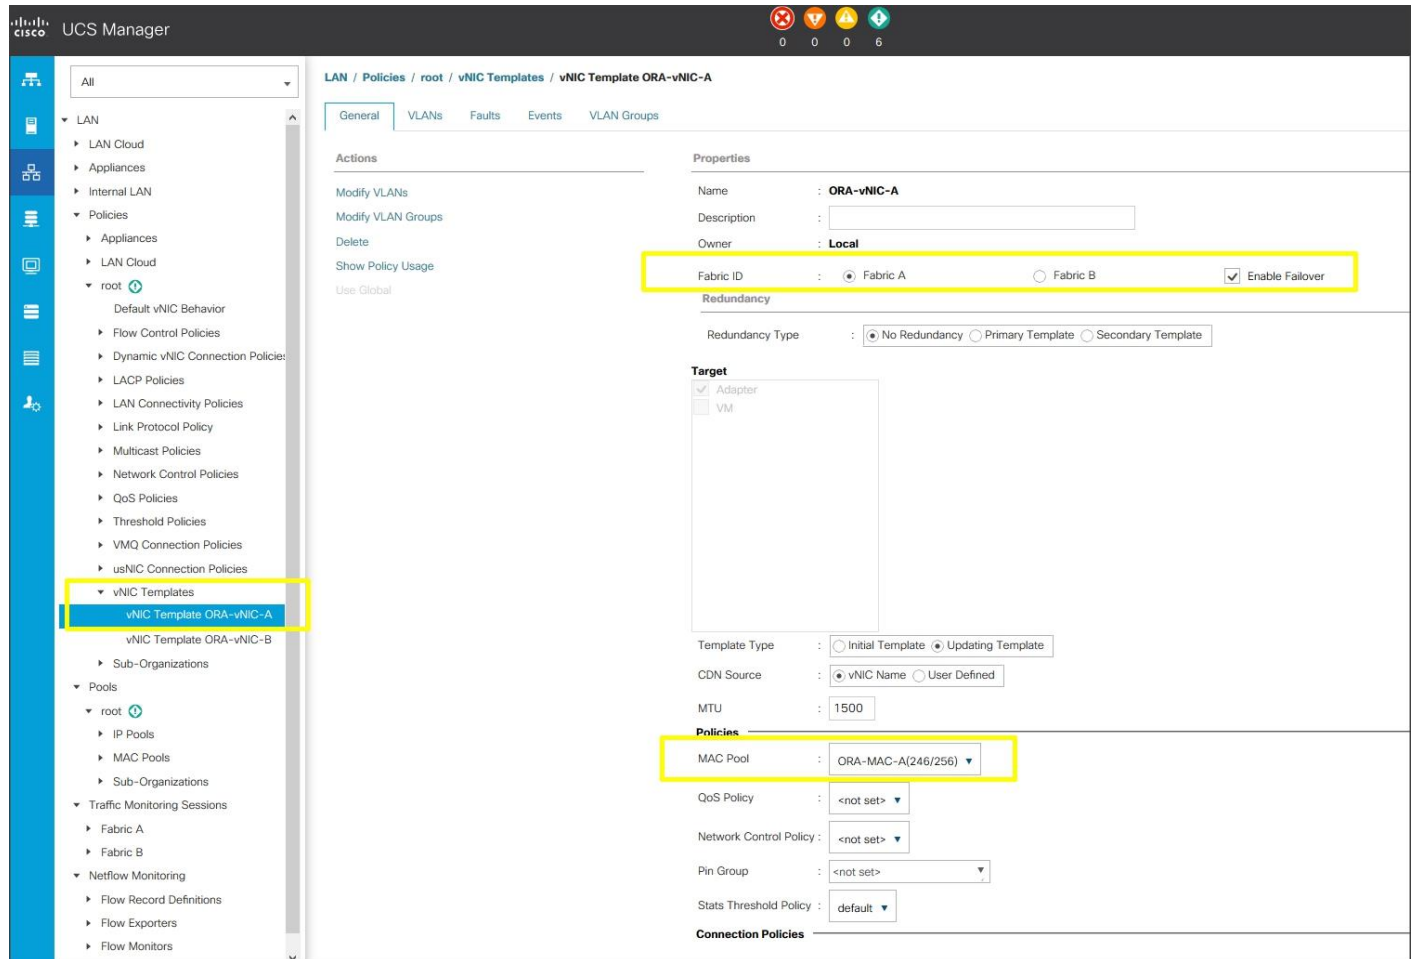 cisco UCS Manager
0 0 0 6
All
LAN
LAN Cloud
Appliances
Internal LAN
Policies
Appliances
LAN Cloud
root
Default vNIC Behavior
Flow Control Policies
Dynamic vNIC Connection Policies
LACP Policies
LAN Connectivity Policies
Link Protocol Policy
Multicast Policies
Network Control Policies
QoS Policies
Threshold Policies
VMQ Connection Policies
usNIC Connection Policies
vNIC Templates
vNIC Template ORA-vNIC-A
vNIC Template ORA-vNIC-B
Sub-Organizations
Pools
root
IP Pools
MAC Pools
Sub-Organizations
Traffic Monitoring Sessions
Fabric A
Fabric B
Netflow Monitoring
Flow Record Definitions
Flow Exporters
Flow Monitors
LAN / Policies / root / vNIC Templates / vNIC Template ORA-vNIC-A
General VLANs Faults Events VLAN Groups
Actions
Modify VLANs
Modify VLAN Groups
Delete
Show Policy Usage
Use Global
Properties
Name : ORA-vNIC-A
Description :
Owner : Local
Fabric ID : Fabric A Fabric B Enable Failover
Redundancy
Redundancy Type : No Redundancy Primary Template Secondary Template
Target
Adapter
VM
Template Type : Initial Template Updating Template
CDN Source : vNIC Name User Defined
MTU : 1500
Policies
MAC Pool : ORA-MAC-A(246/256)
QoS Policy : <not set>
Network Control Policy : <not set>
Pin Group : <not set>
Stats Threshold Policy : default
Connection Policies